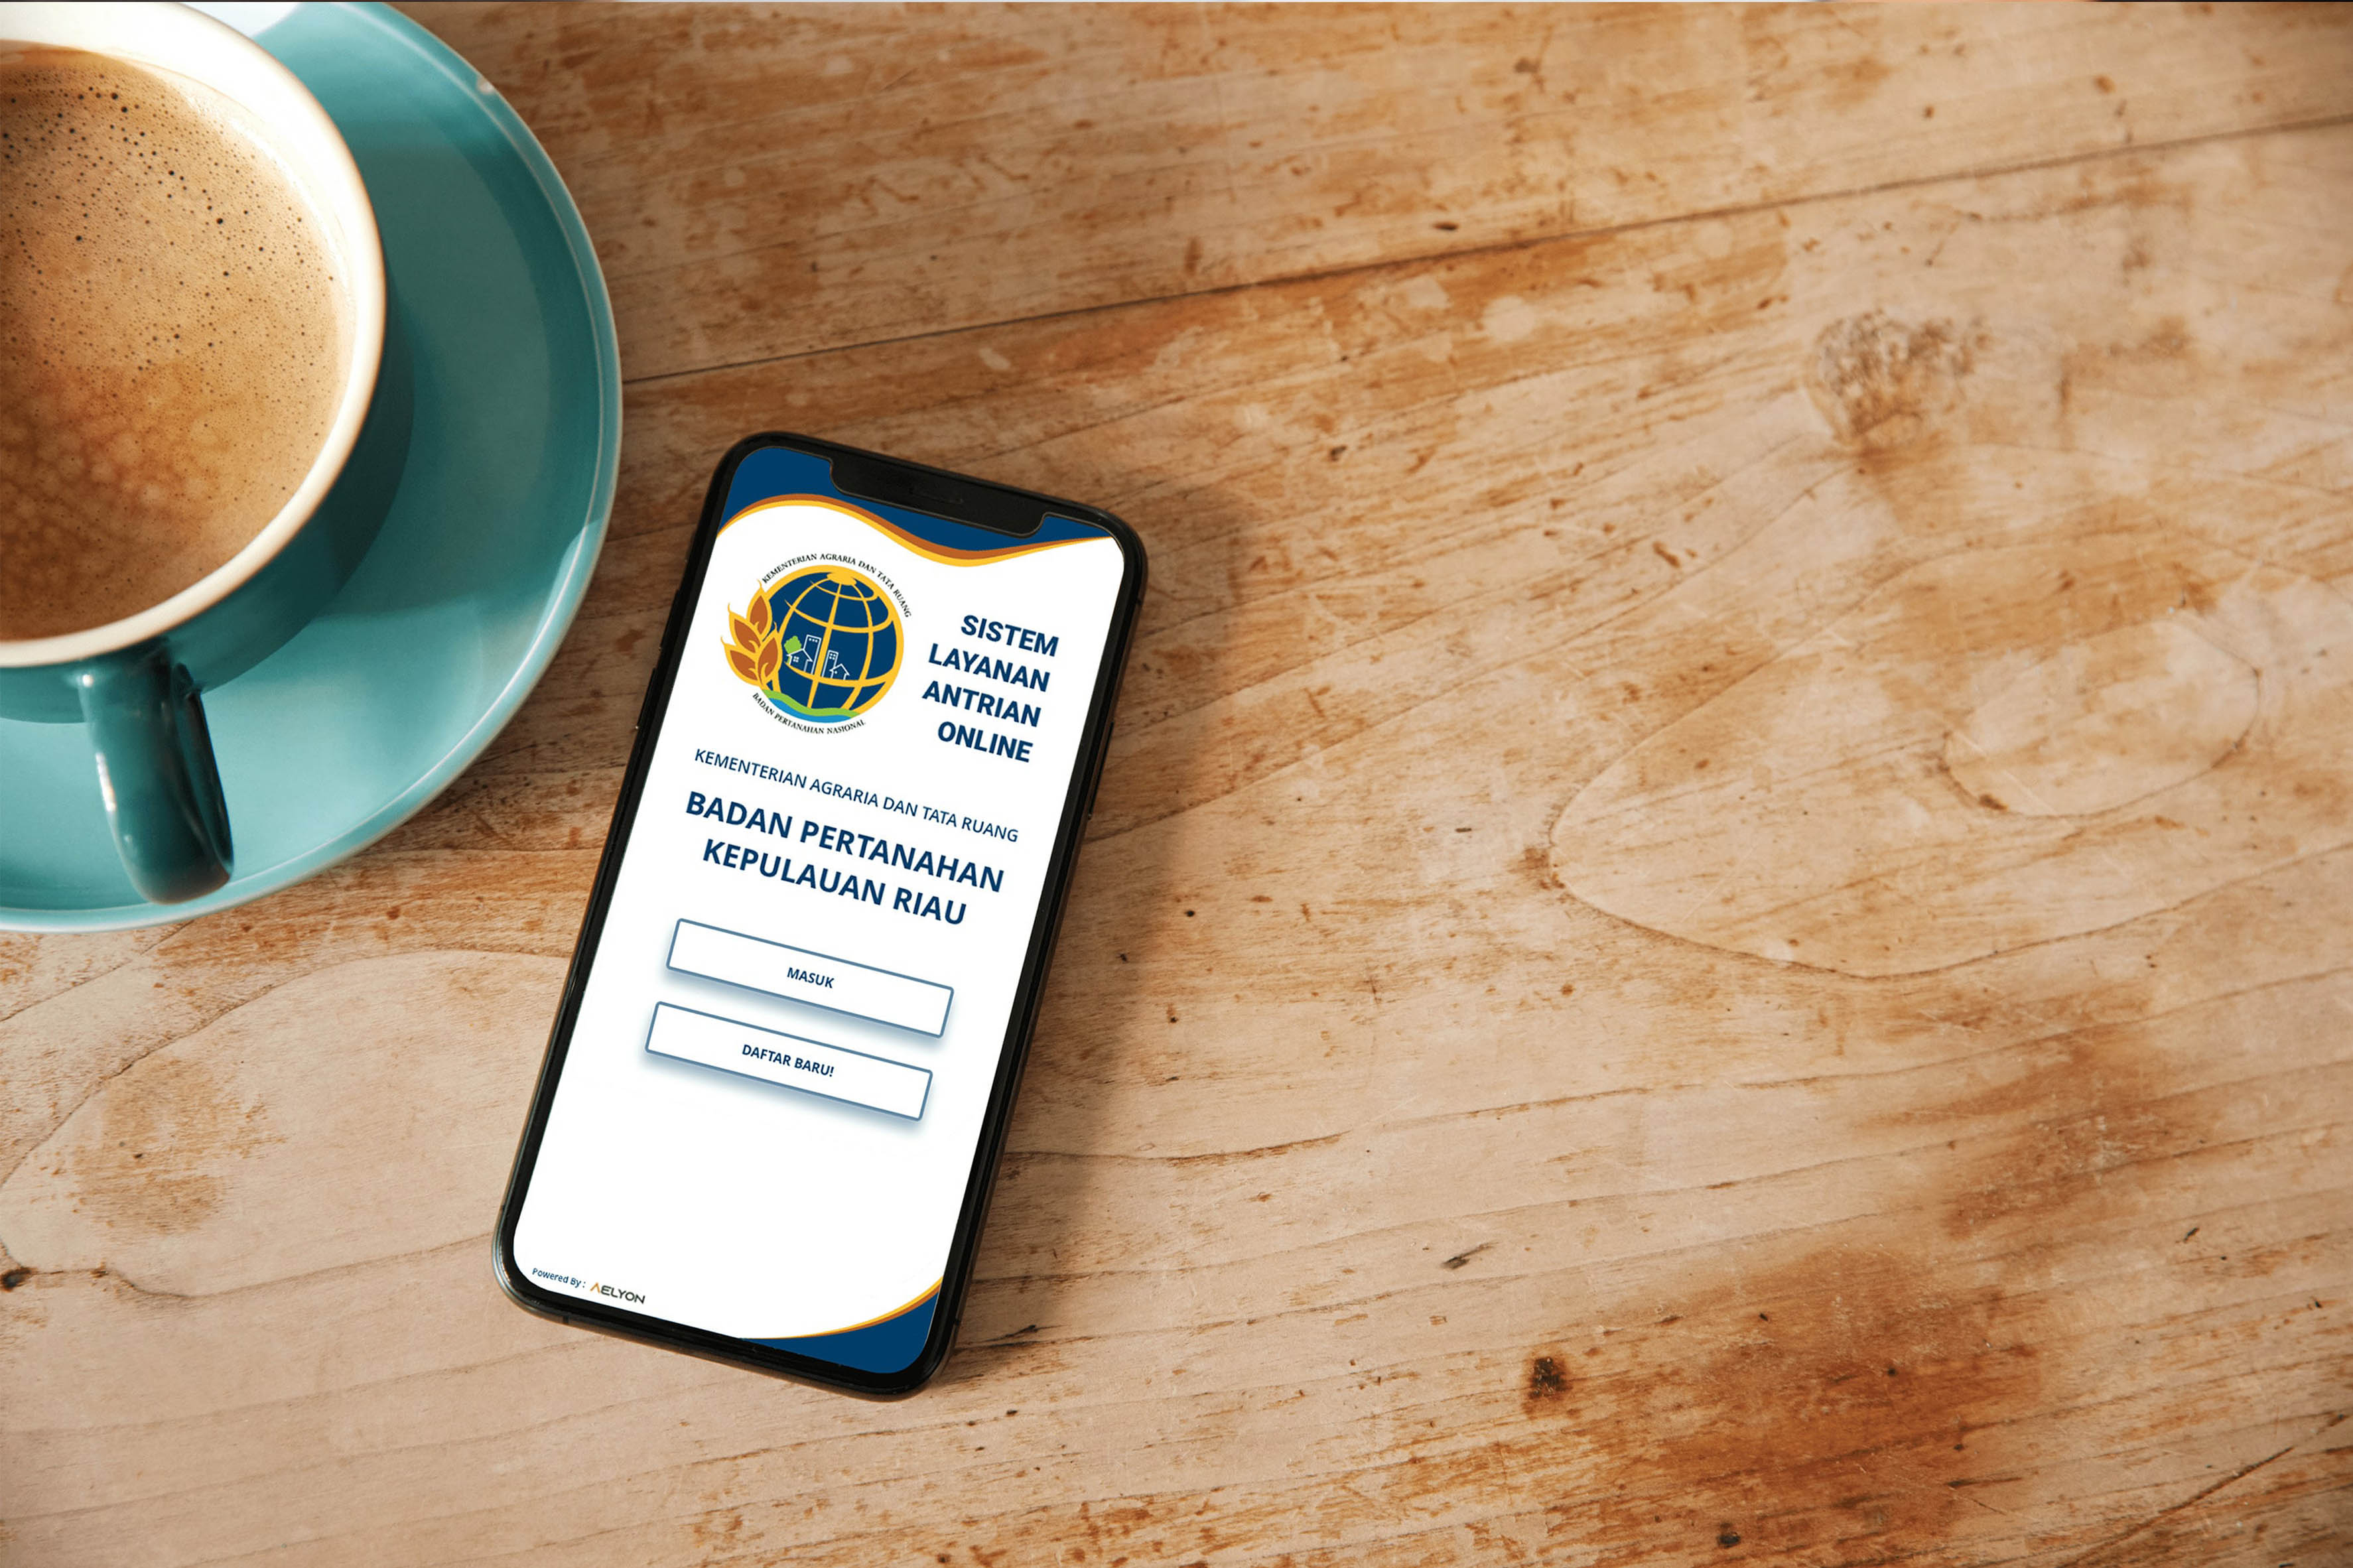 KEMENTERIAN AGRARIA DAN TATA RUANG
BADAN PERTANAHAN NASIONAL
SISTEM
LAYANAN
ANTRIAN
ONLINE
KEMENTERIAN AGRARIA DAN TATA RUANG
BADAN PERTANAHAN
KEPULAUAN RIAU
MASUK
DAFTAR BARU!
Powered By : AELYON